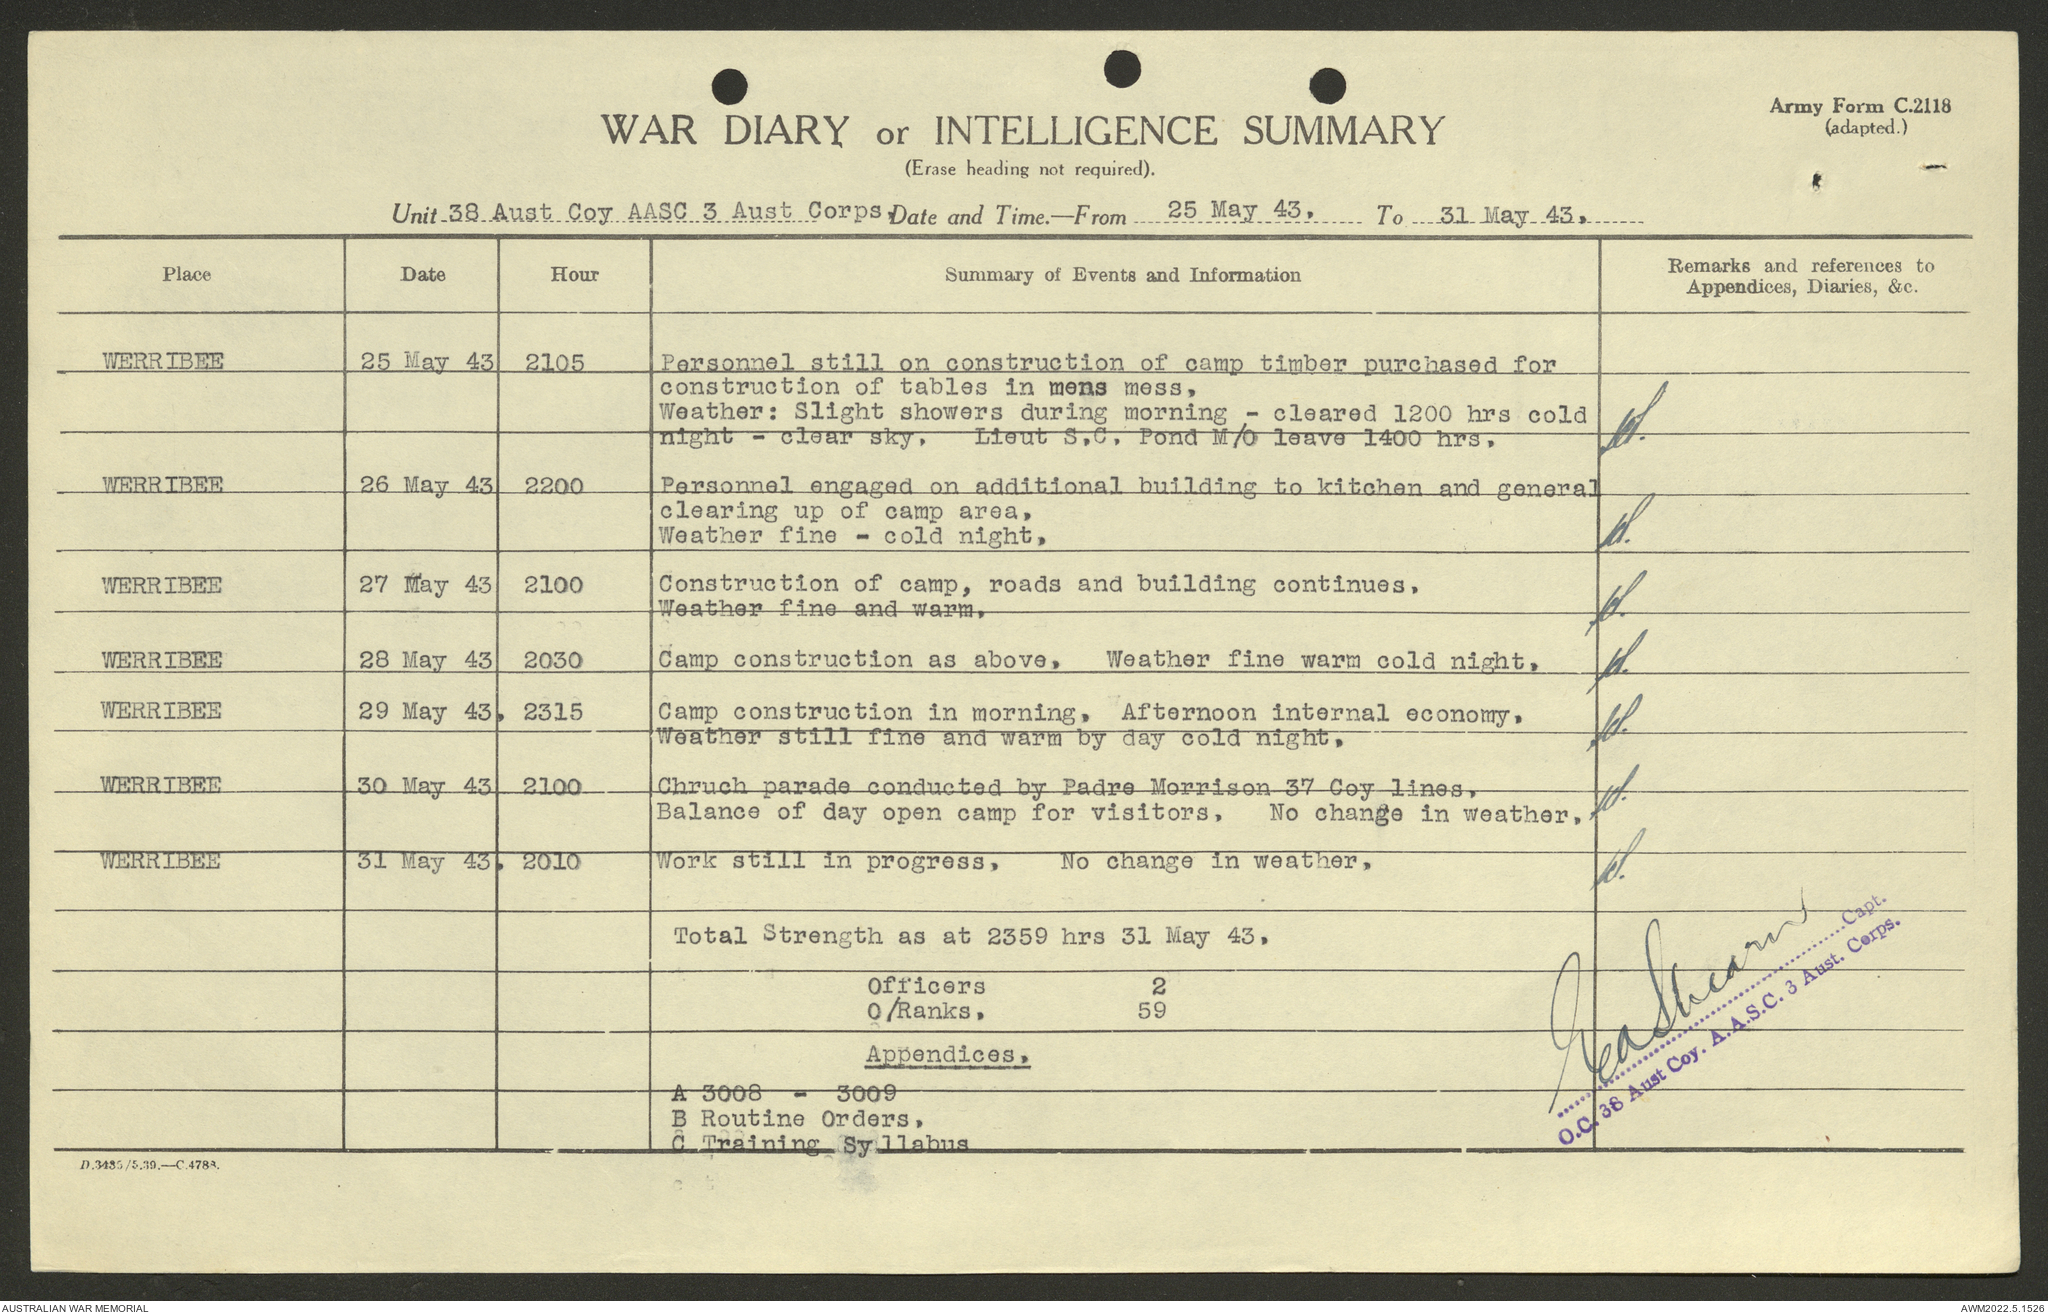 Army Form C.2118
(adapted.)
WAR DIARY or INTELLIGENCE SUMMARY
(Erase heading not required).
Unit 38 Aust Coy AASC 3 Aust Corps, Date and Time.—From 25 May 43. To 31 May 43.
Place Date Hour Summary of Events and Information Remarks and references to
Appendices, Diaries, &c.
WERRIBEE 25 May 43 2105 Personnel still on construction of camp timber purchased for
construction of tables in mens mess.
Weather: Slight showers during morning - cleared 1200 hrs cold
night - clear sky. Lieut S.C. Pond M/O leave 1400 hrs.
WERRIBEE 26 May 43 2200 Personnel engaged on additional building to kitchen and general
clearing up of camp area.
Weather fine - cold night.
WERRIBEE 27 May 43 2100 Construction of camp, roads and building continues.
Weather fine and warm.
WERRIBEE 28 May 43 2030 Camp construction as above. Weather fine warm cold night.
WERRIBEE 29 May 43. 2315 Camp construction in morning. Afternoon internal economy.
Weather still fine and warm by day cold night.
WERRIBEE 30 May 43 2100 Chruch parade conducted by Padre Morrison 37 Coy lines.
Balance of day open camp for visitors. No change in weather.
WERRIBEE 31 May 43. 2010 Work still in progress. No change in weather.
Total Strength as at 2359 hrs 31 May 43.
Officers 2
O/Ranks. 59
Appendices.
A 3008 - 3009
B Routine Orders.
C Training Syllabus
Capt.
O.C. 38 Aust Coy. A.A.S.C. 3 Aust. Corps.
AUSTRALIAN WAR MEMORIAL AWM2022.5.1526